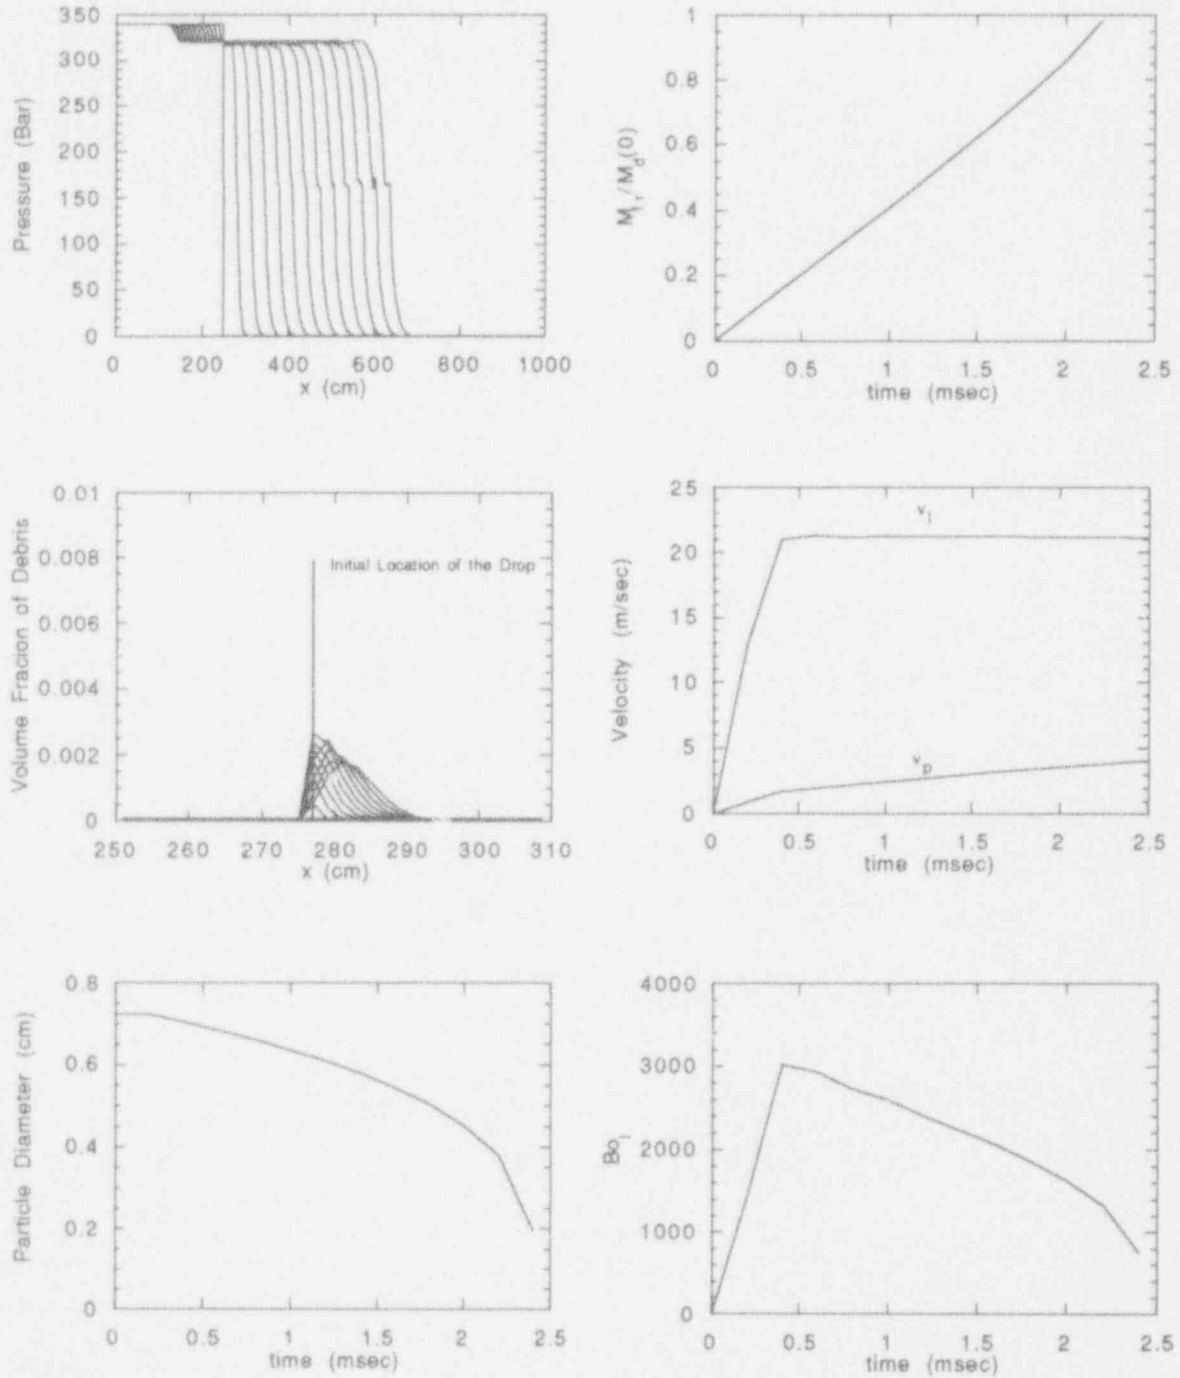 350
300
250
200
150
100
50
0
Pressure (Bar)
0 200 400 600 800 1000
x (cm)
1
0.8
0.6
0.4
0.2
0
/M_d(0)
0 0.5 1 1.5 2 2.5
time (msec)
0.01
0.008
0.006
0.004
0.002
0
Volume Fracion of Debris
Initial Location of the Drop
250 260 270 280 290 300 310
x (cm)
25
20
15
10
5
0
Velocity (m/sec)
v_l
v_p
0 0.5 1 1.5 2 2.5
time (msec)
0.8
0.6
0.4
0.2
0
Particle Diameter (cm)
0 0.5 1 1.5 2 2.5
time (msec)
4000
3000
2000
1000
0
Bo_l
0 0.5 1 1.5 2 2.5
time (msec)